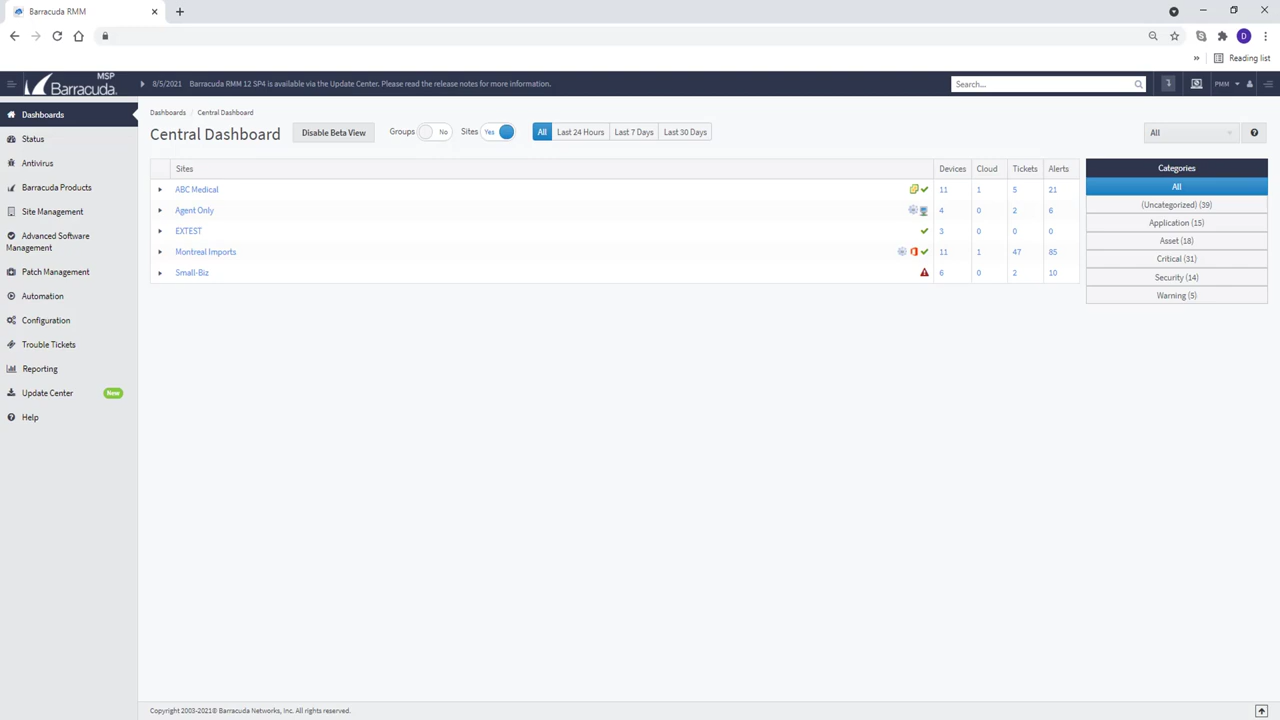 Barracuda RMM
D
Reading list
MSP
Barracuda.
8/5/2021 Barracuda RMM 12 SP4 is available via the Update Center. Please read the release notes for more information.
Search...
PMM
Dashboards
Status
Antivirus
Barracuda Products
Site Management
Advanced Software
Management
Patch Management
Automation
Configuration
Trouble Tickets
Reporting
Update Center New
Help
Dashboards / Central Dashboard
Central Dashboard Disable Beta View Groups No Sites Yes All Last 24 Hours Last 7 Days Last 30 Days All
Sites Devices Cloud Tickets Alerts
ABC Medical 11 1 5 21
Agent Only 4 0 2 6
EXTEST 3 0 0 0
Montreal Imports 11 1 47 85
Small-Biz 6 0 2 10
Categories
All
(Uncategorized) (39)
Application (15)
Asset (18)
Critical (31)
Security (14)
Warning (5)
Copyright 2003-2021© Barracuda Networks, Inc. All rights reserved.